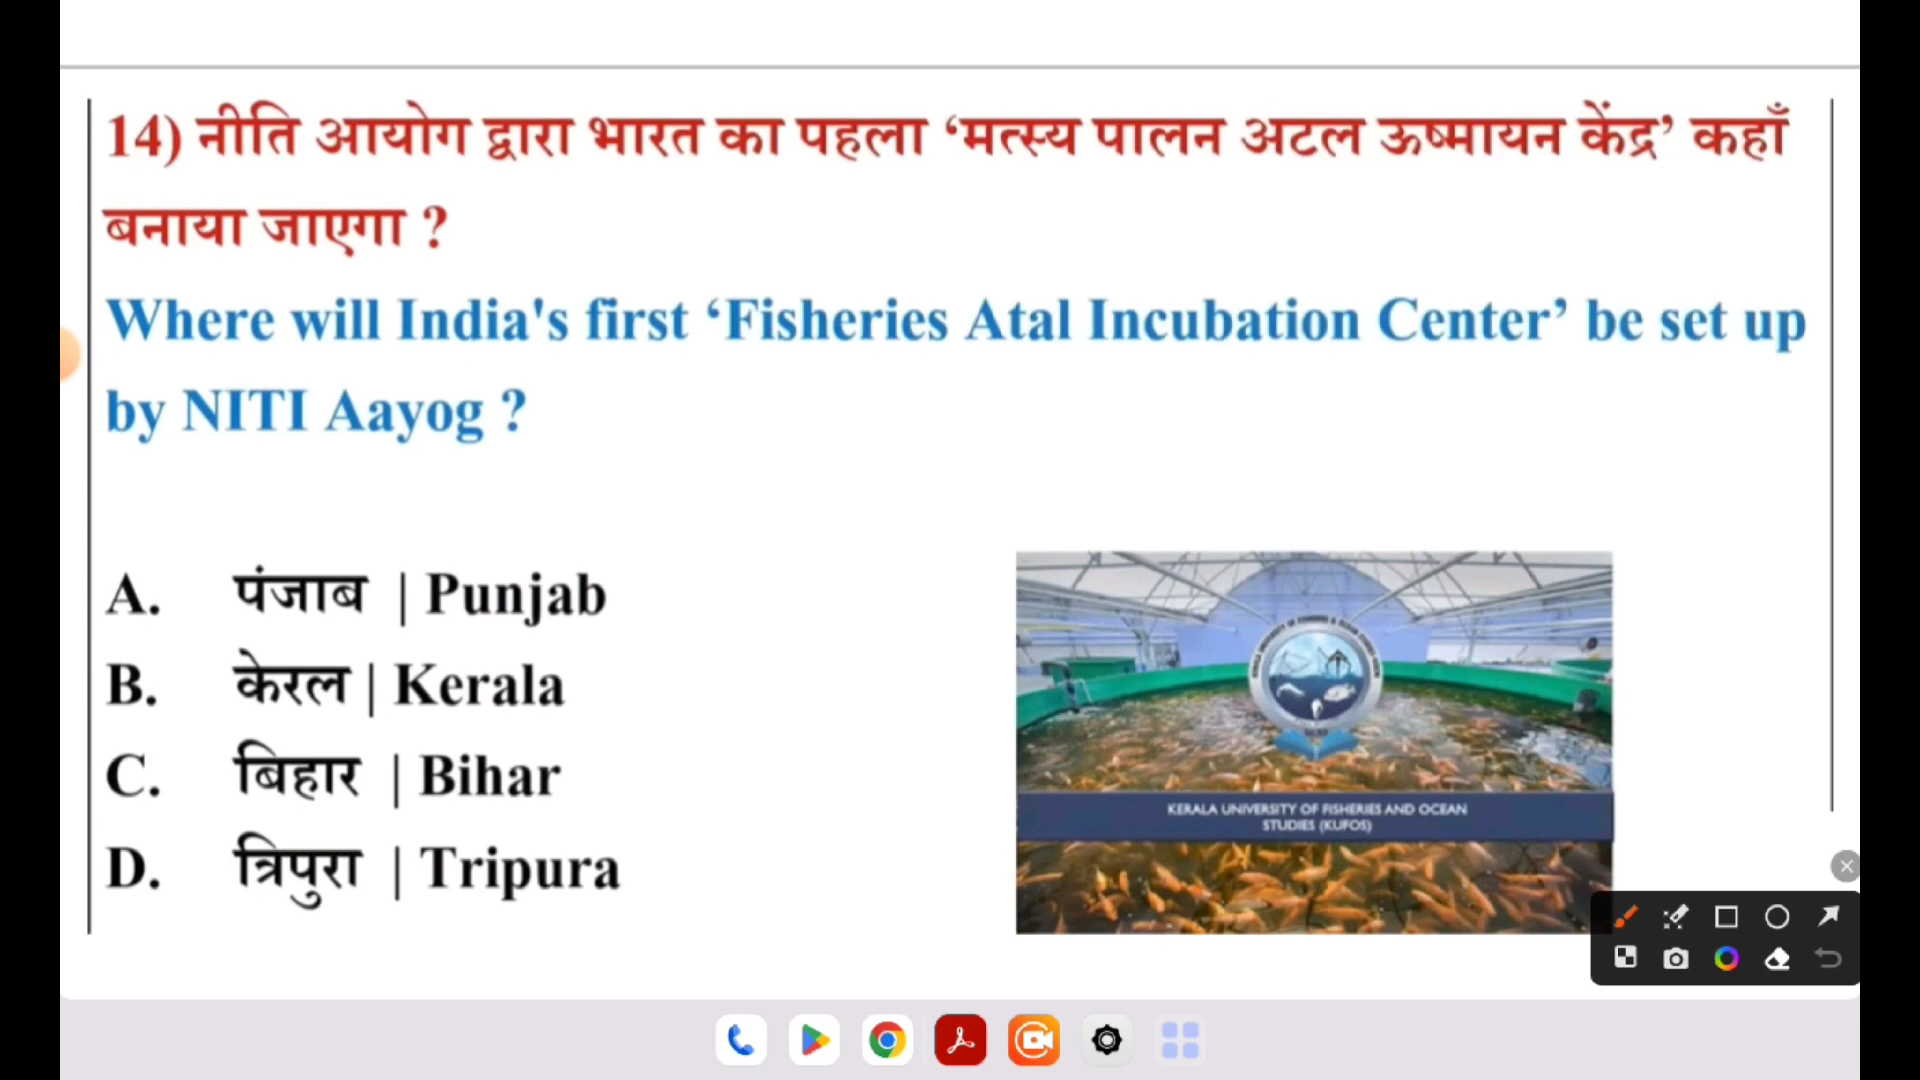 14) नीति आयोग द्वारा भारत का पहला ‘मत्स्य पालन अटल ऊष्मायन केंद्र’ कहाँ
बनाया जाएगा ?
Where will India's first ‘Fisheries Atal Incubation Center’ be set up
by NITI Aayog ?
A. पंजाब | Punjab
B. केरल | Kerala
C. बिहार | Bihar
D. त्रिपुरा | Tripura
KERALA UNIVERSITY OF FISHERIES AND OCEAN
STUDIES (KUFOS)